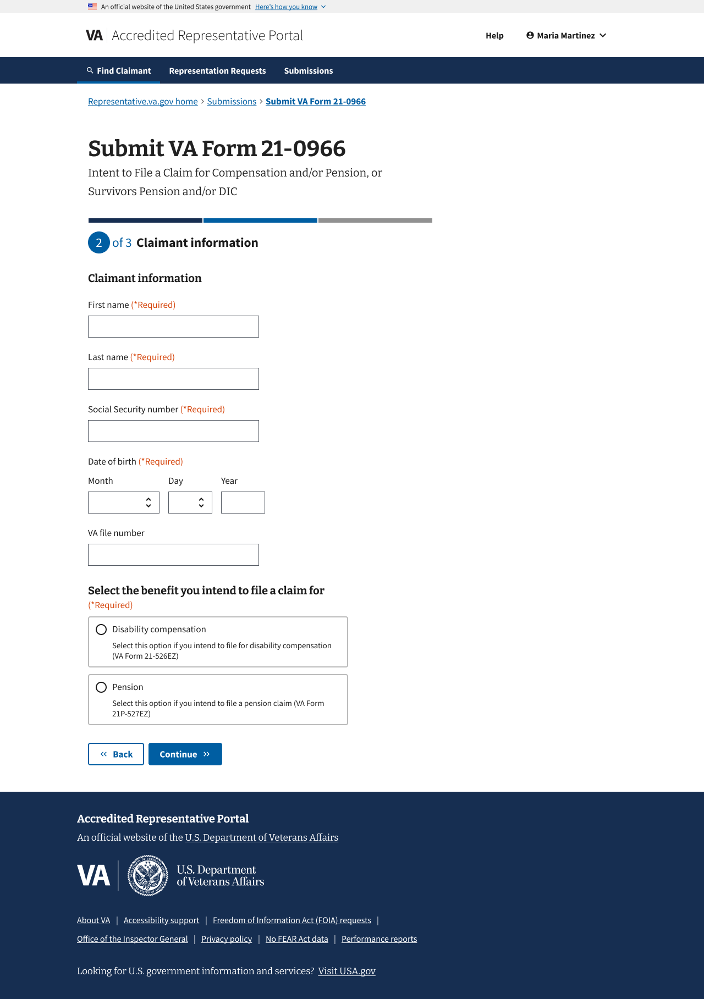 An official website of the United States government Here's how you know
VA Accredited Representative Portal
Help
Maria Martinez
Find Claimant Representation Requests Submissions
Representative.va.gov home > Submissions > Submit VA Form 21-0966
Submit VA Form 21-0966
Intent to File a Claim for Compensation and/or Pension, or
Survivors Pension and/or DIC
2 of 3 Claimant information
Claimant information
First name (*Required)
Last name (*Required)
Social Security number (*Required)
Date of birth (*Required)
Month Day Year
VA file number
Select the benefit you intend to file a claim for
(*Required)
Disability compensation
Select this option if you intend to file for disability compensation
(VA Form 21-526EZ)
Pension
Select this option if you intend to file a pension claim (VA Form
21P-527EZ)
Back
Continue
Accredited Representative Portal
An official website of the U.S. Department of Veterans Affairs
VA
U.S. Department
of Veterans Affairs
About VA | Accessibility support | Freedom of Information Act (FOIA) requests |
Office of the Inspector General | Privacy policy | No FEAR Act data | Performance reports
Looking for U.S. government information and services? Visit USA.gov